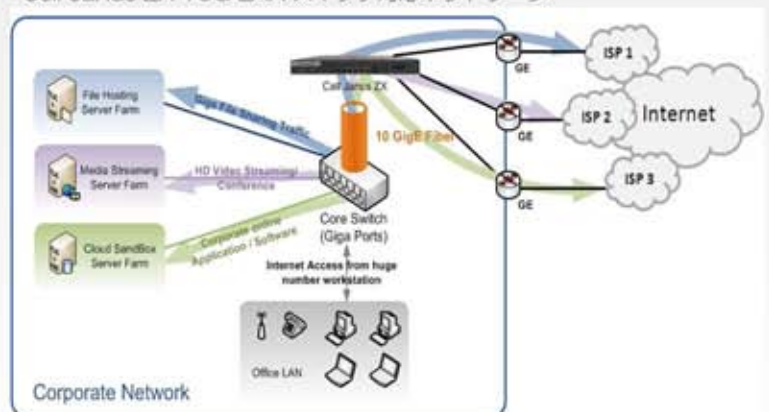 File Hosting
Server Farm
Media Streaming
Server Farm
Cloud SandBox
Server Farm
Giga File Sharing Traffic
HD Video Streaming/
Conference
Corporate online
Application / Software
10 GigE Fiber
Core Switch
(Giga Ports)
Internet Access from huge
number workstation
Office LAN
Corporate Network
GE
GE
GE
ISP 1
ISP 2
ISP 3
Internet